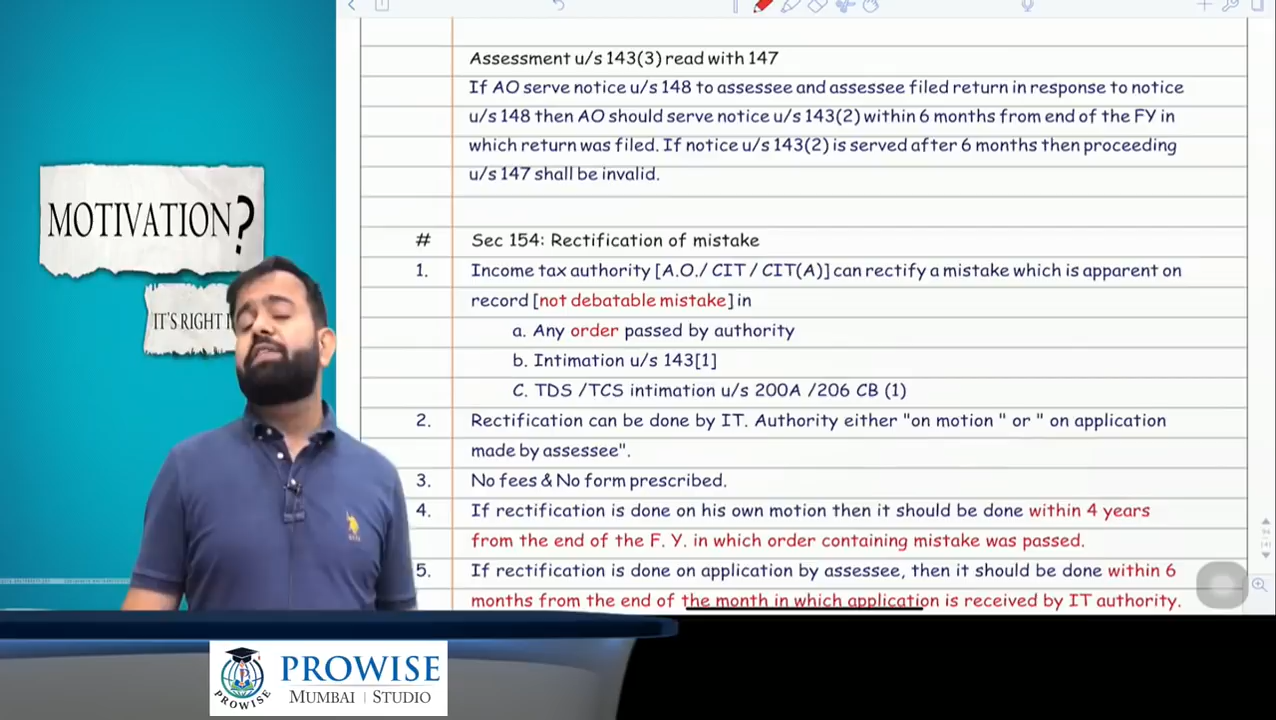 MOTIVATION?
IT'S RIGHT
Assessment u/s 143(3) read with 147
If AO serve notice u/s 148 to assessee and assessee filed return in response to notice
u/s 148 then AO should serve notice u/s 143(2) within 6 months from end of the FY in
which return was filed. If notice u/s 143(2) is served after 6 months then proceeding
u/s 147 shall be invalid.
# Sec 154: Rectification of mistake
1. Income tax authority [A.O./ CIT / CIT(A)] can rectify a mistake which is apparent on
record [not debatable mistake] in
a. Any order passed by authority
b. Intimation u/s 143[1]
C. TDS /TCS intimation u/s 200A /206 CB (1)
2. Rectification can be done by IT. Authority either "on motion " or " on application
made by assessee".
3. No fees & No form prescribed.
4. If rectification is done on his own motion then it should be done within 4 years
from the end of the F. Y. in which order containing mistake was passed.
5. If rectification is done on application by assessee, then it should be done within 6
months from the end of the month in which application is received by IT authority.
PROWISE
PROWISE
MUMBAI | STUDIO